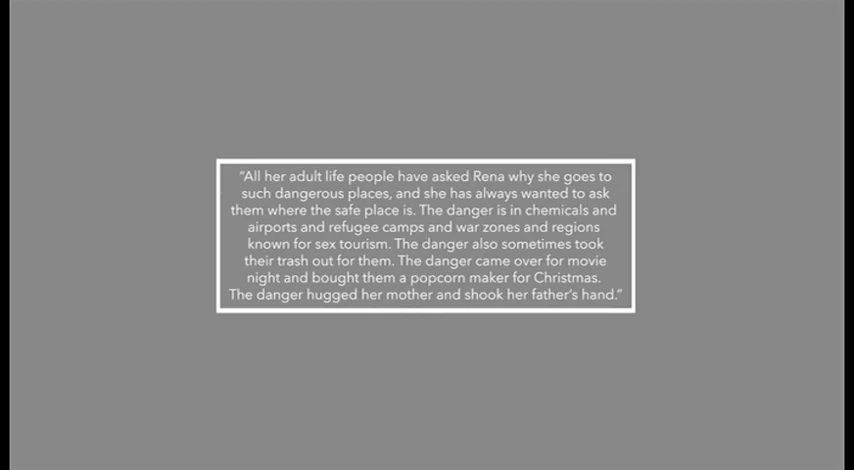 “All her adult life people have asked Rena why she goes to
such dangerous places, and she has always wanted to ask
them where the safe place is. The danger is in chemicals and
airports and refugee camps and war zones and regions
known for sex tourism. The danger also sometimes took
their trash out for them. The danger came over for movie
night and bought them a popcorn maker for Christmas.
The danger hugged her mother and shook her father’s hand.”